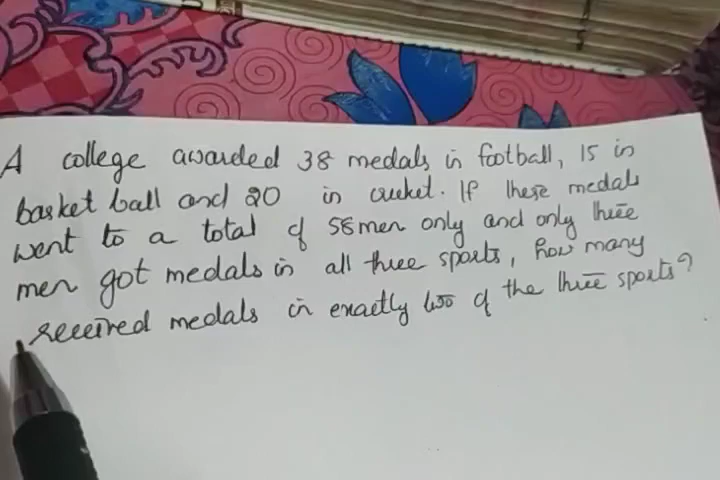 A college awarded 38 medals in football, 15 in
basket ball and 20 in cricket. If these medals
went to a total of 58 men only and only three
men got medals in all three sports, how many
received medals in exactly two of the three sports?